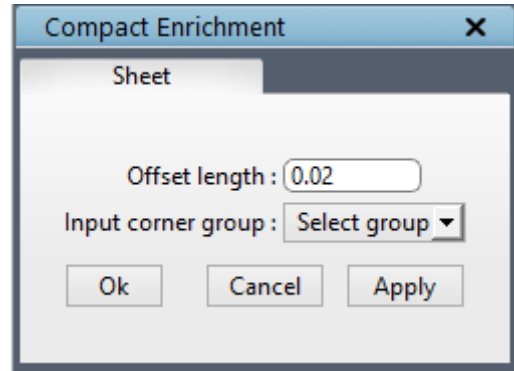 Compact Enrichment
Sheet
Offset length : 0.02
Input corner group : Select group
Ok Cancel Apply